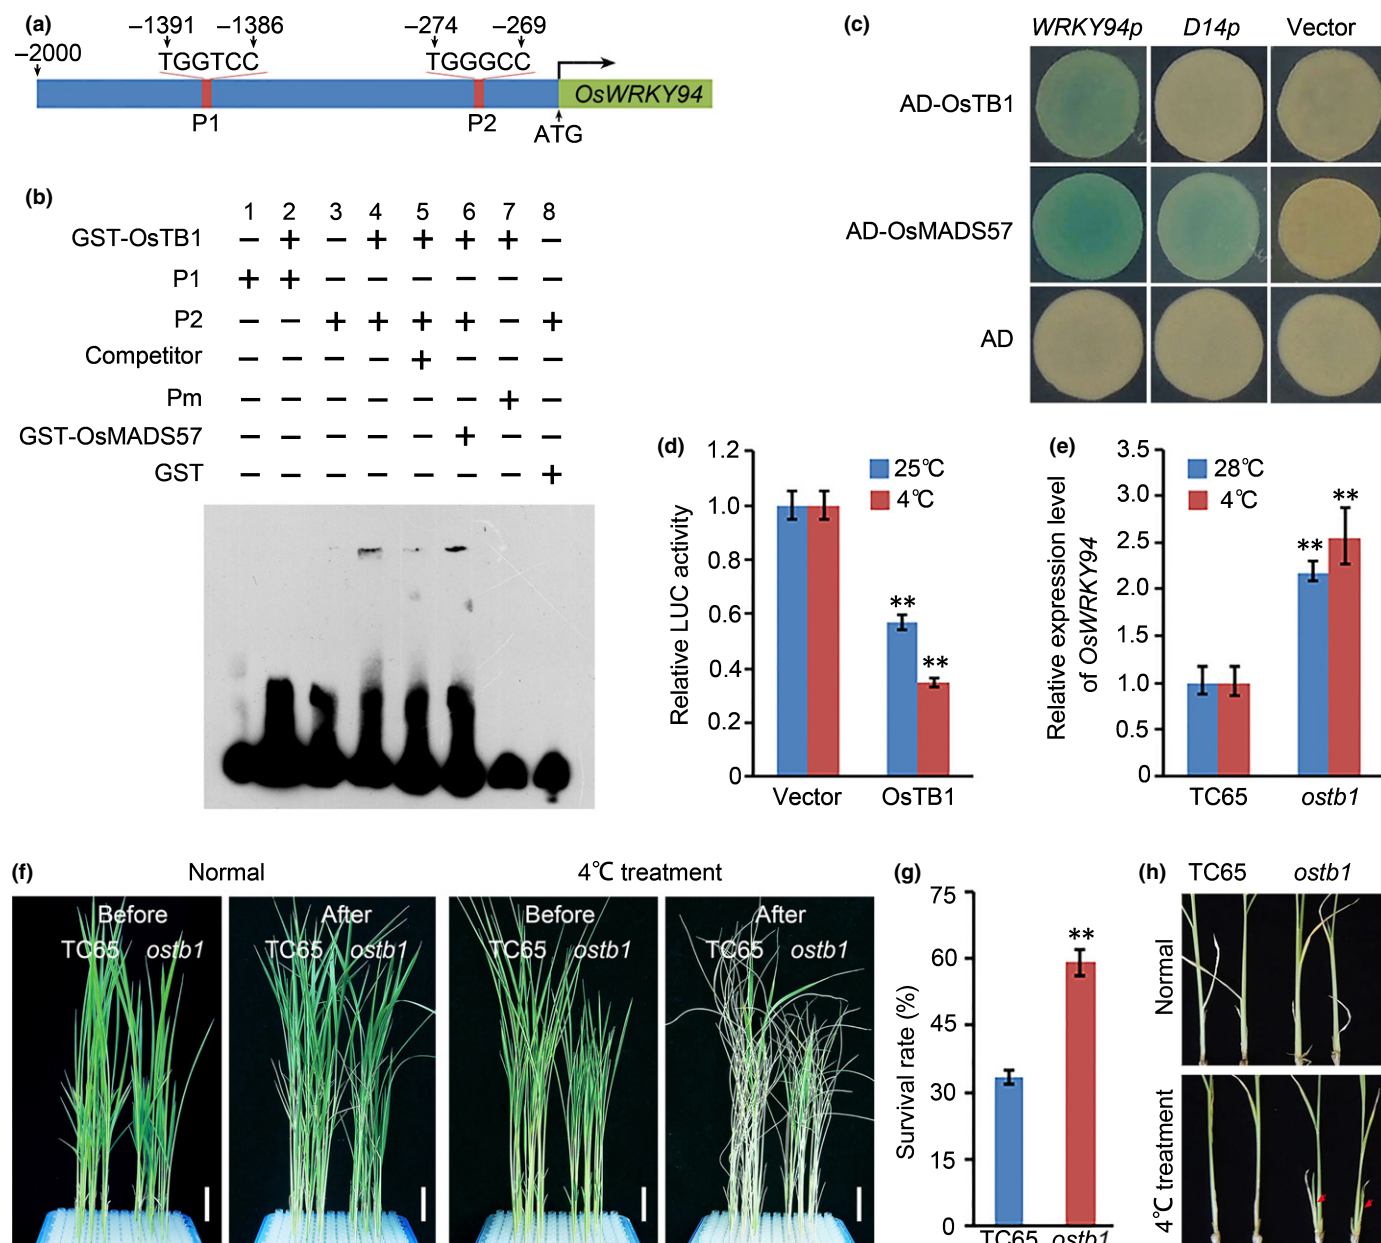 (a)
–1391 –1386 –274 –269
–2000 TGGTCC TGGGCC
OsWRKY94
P1 P2 ATG
(b)
1 2 3 4 5 6 7 8
GST-OsTB1 – + – + + + + –
P1 + + – – – – – –
P2 – – + + + + – +
Competitor – – – – + – – –
Pm – – – – – – + –
GST-OsMADS57 – – – – – + – –
GST – – – – – – – +
(c)
WRKY94p D14p Vector
AD-OsTB1
AD-OsMADS57
AD
(d)
Relative LUC activity
1.2
1.0
0.8
0.6
0.4
0.2
0
25℃
4℃
**
**
Vector OsTB1
(e)
Relative expression level
of OsWRKY94
3.5
3.0
2.5
2.0
1.5
1.0
0.5
0
28℃
4℃
**
**
TC65 ostb1
(f)
Normal 4℃ treatment
Before After Before After
TC65 ostb1 TC65 ostb1 TC65 ostb1 TC65 ostb1
(g)
Survival rate (%)
75
60
45
30
15
0
**
TC65 ostb1
(h)
TC65 ostb1
Normal
4℃ treatment